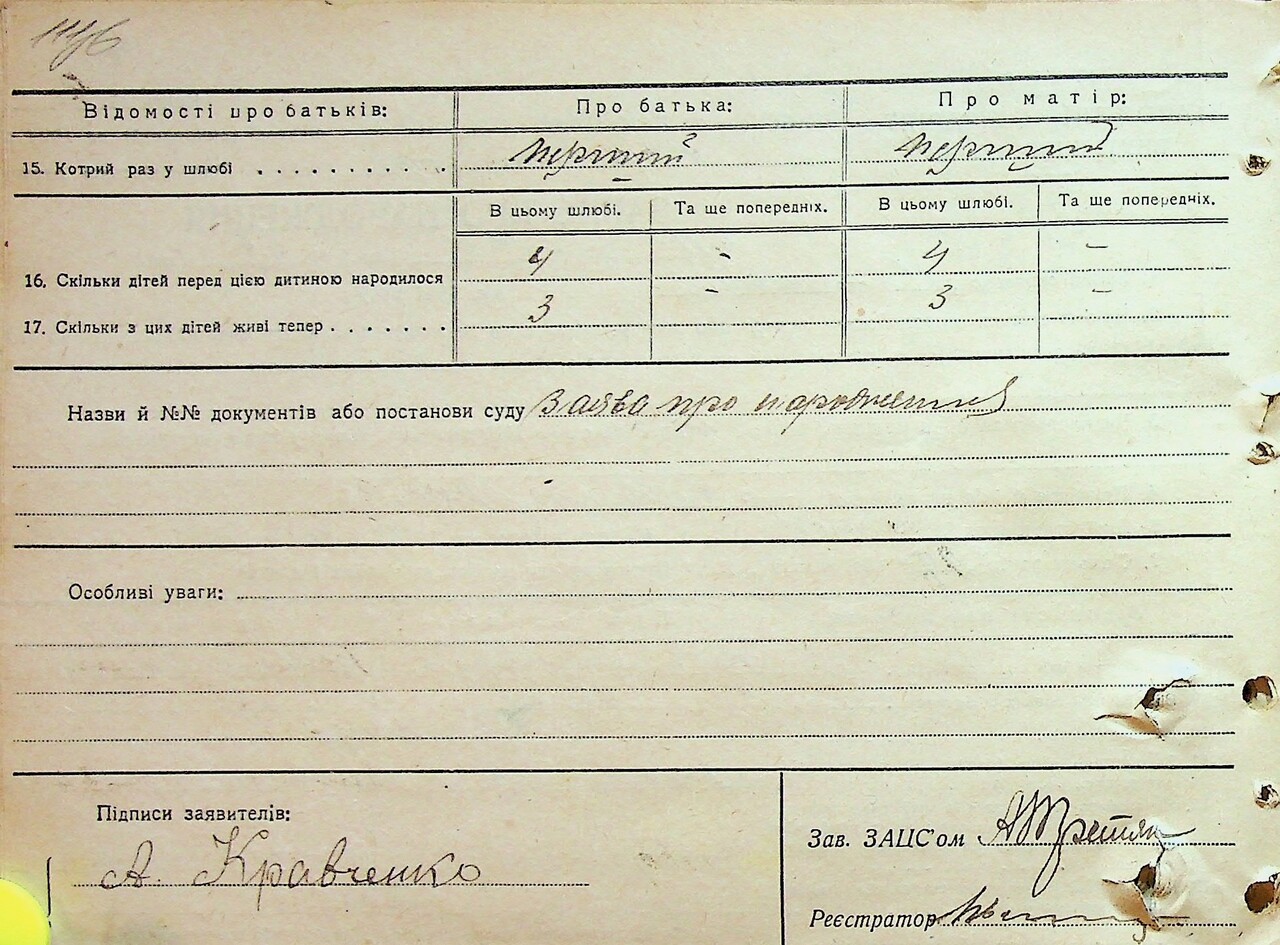 Відомості про батьків: Про батька: Про матір:
15. Котрий раз у шлюбі . . . . . . . . . . . перший перший
В цьому шлюбі. Та ще попередніх. В цьому шлюбі. Та ще попередніх.
16. Скільки дітей перед цією дитиною народилося 4 - 4 -
17. Скільки з цих дітей живі тепер . . . . . . . 3 - 3 -
Назви й №№ документів або постанови суду Заява про народження
Особливі уваги:
Підписи заявителів:
А. Кравченко
Зав. ЗАЦС'ом
Реєстратор